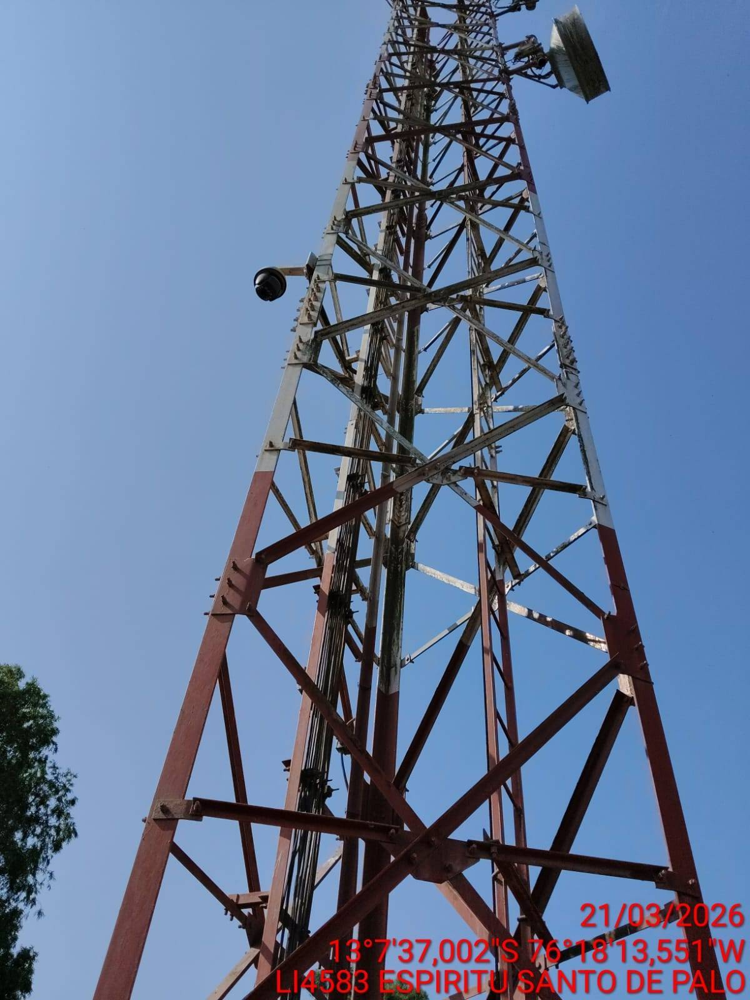 21/03/2026
13°7'37,002"S 76°18'13,551"W
LI4583 ESPIRITU SANTO DE PALO